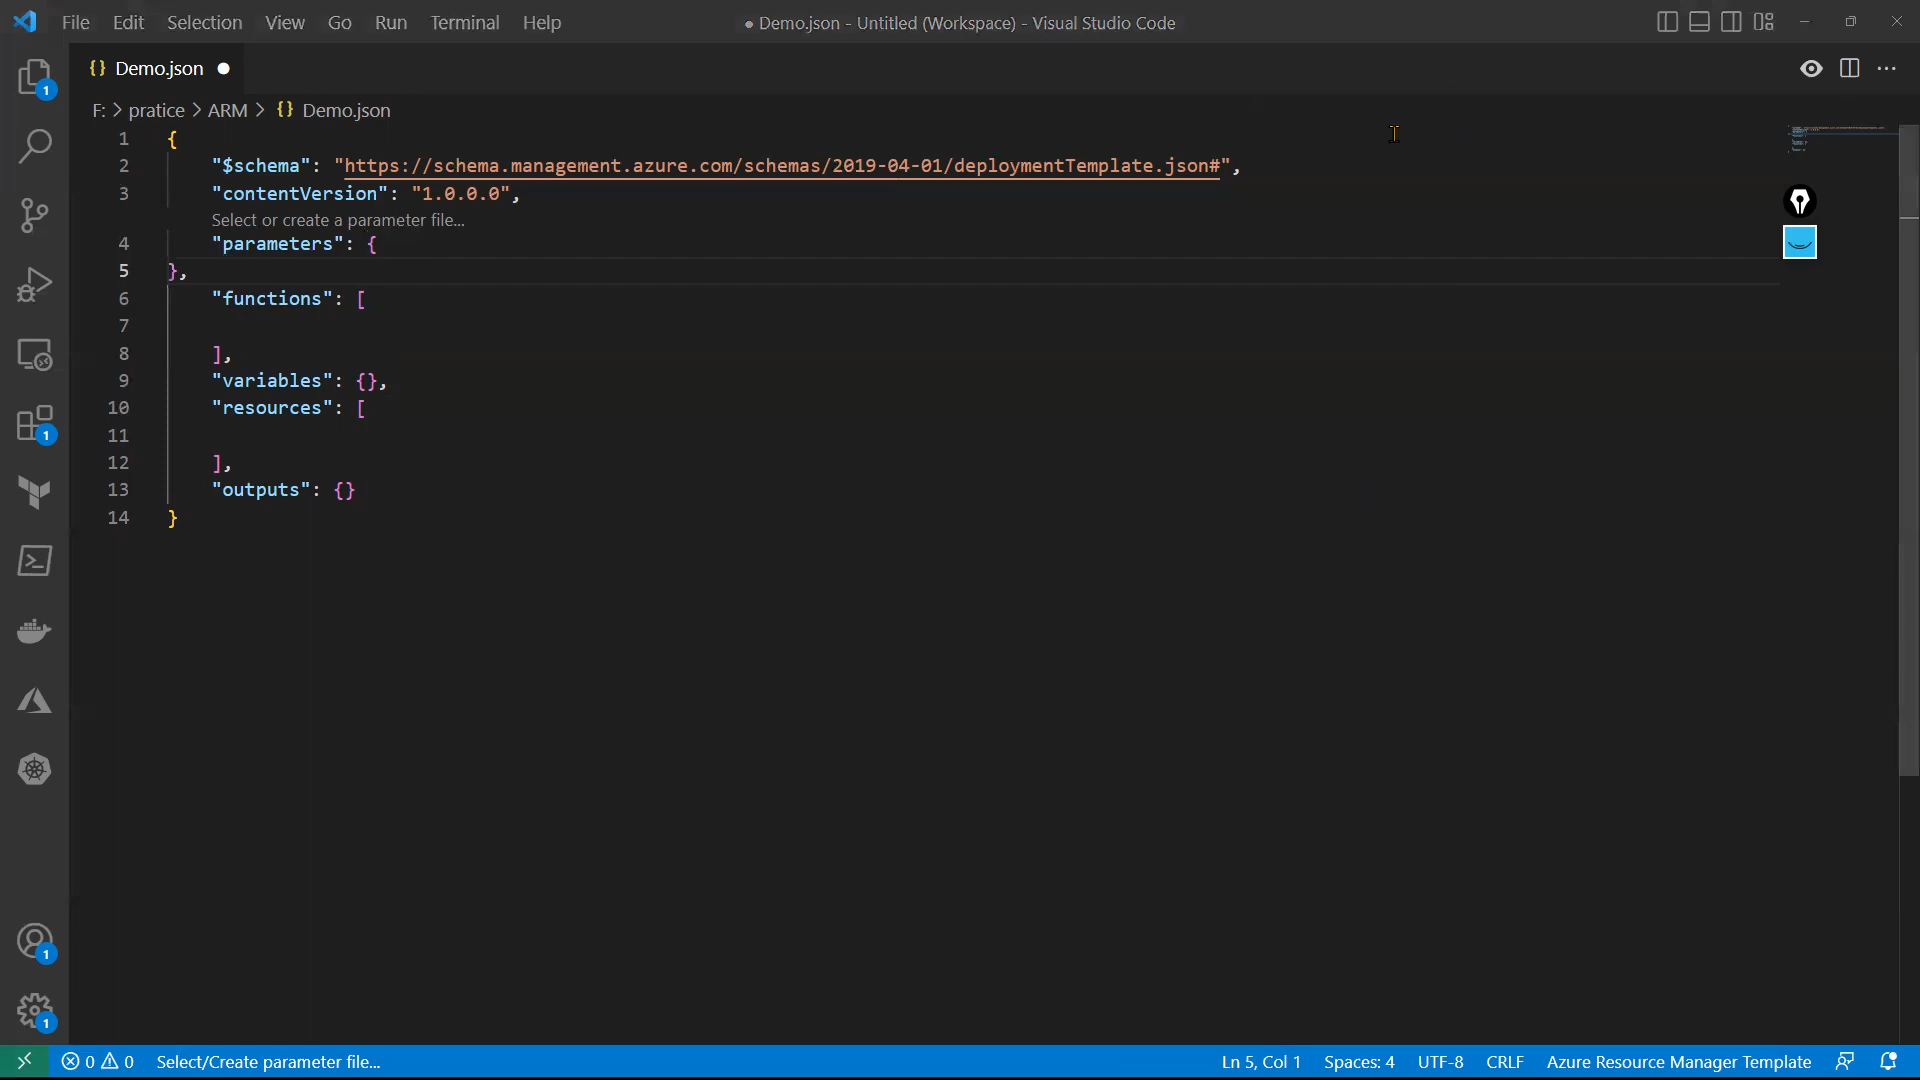 File Edit Selection View Go Run Terminal Help ● Demo.json - Untitled (Workspace) - Visual Studio Code
{} Demo.json ●
F: > pratice > ARM > {} Demo.json
1 {
2 "$schema": "https://schema.management.azure.com/schemas/2019-04-01/deploymentTemplate.json#",
3 "contentVersion": "1.0.0.0",
Select or create a parameter file...
4 "parameters": {
5 },
6 "functions": [
7
8 ],
9 "variables": {},
10 "resources": [
11
12 ],
13 "outputs": {}
14 }
1
1
1
1
0 0 Select/Create parameter file... Ln 5, Col 1 Spaces: 4 UTF-8 CRLF Azure Resource Manager Template